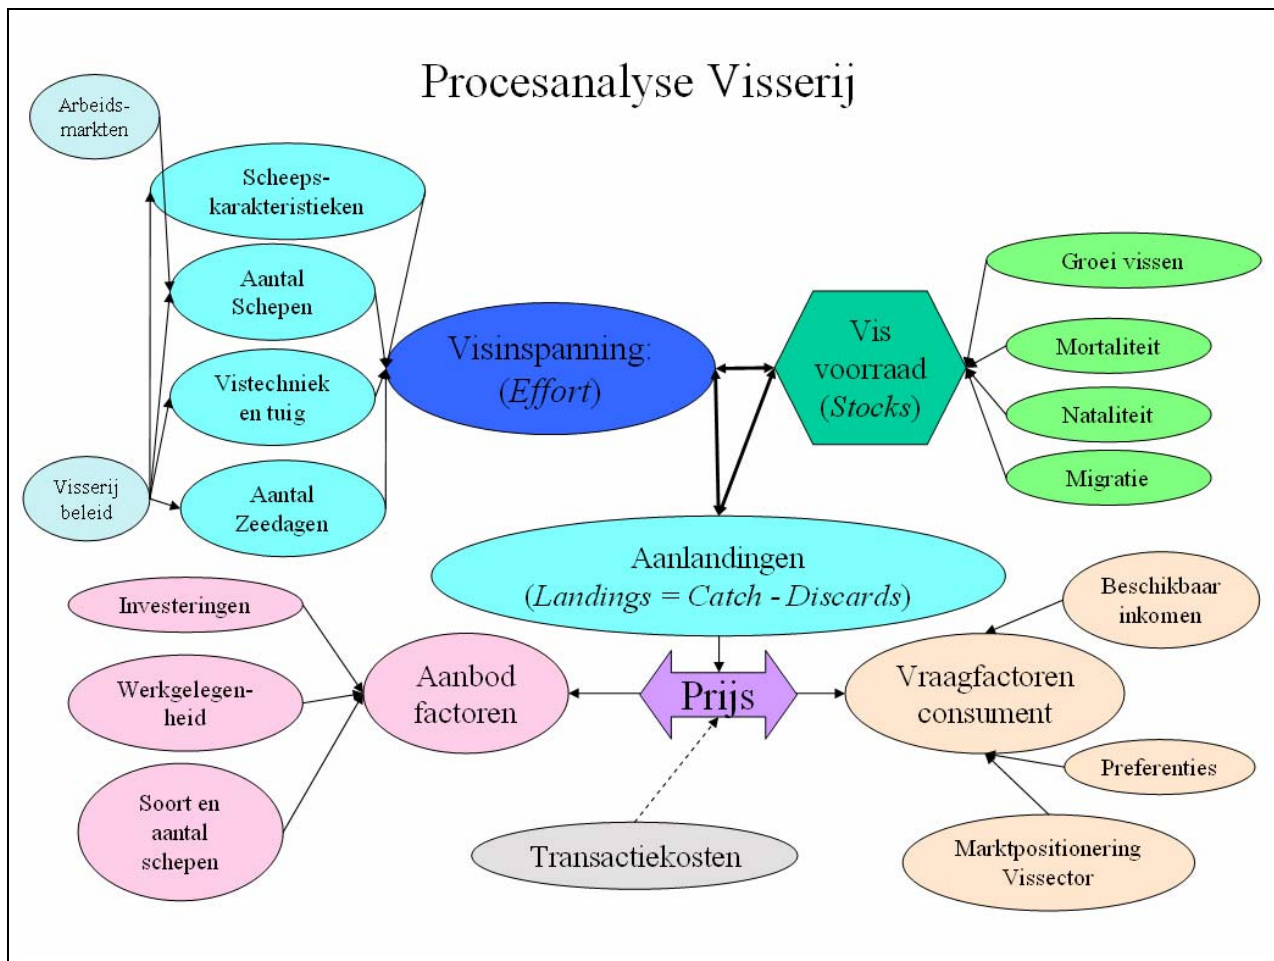 Procesanalyse Visserij
Arbeids-
markten
Scheeps-
karakteristieken
Aantal
Schepen
Vistechniek
en tuig
Aantal
Zeedagen
Visserij
beleid
Visinspanning:
(Effort)
Vis
voorraad
(Stocks)
Groei vissen
Mortaliteit
Nataliteit
Migratie
Aanlandingen
(Landings = Catch - Discards)
Investeringen
Werkgelegen-
heid
Soort en
aantal
schepen
Aanbod
factoren
Prijs
Vraagfactoren
consument
Beschikbaar
inkomen
Preferenties
Marktpositionering
Vissector
Transactiekosten